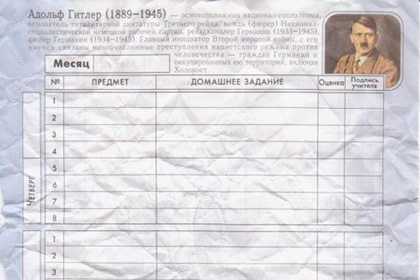 Адольф Гитлер (1889–1945) — основоположник национал-социализма,
основатель тоталитарной диктатуры Третьего рейха, вождь (фюрер) Национал-
социалистической немецкой рабочей партии, рейхсканцлер Германии (1933–1945),
фюрер Германии (1934–1945). Главный инициатор Второй мировой войны, с его
именем связаны многочисленные преступления нацистского режима против
человечества — граждан Германии и
оккупированных ею территорий, включая
Холокост.
Месяц
№ ПРЕДМЕТ ДОМАШНЕЕ ЗАДАНИЕ Оценка Подпись учителя
ЧЕТВЕРГ
1
2
3
4
5
6
7
8
1
2
3